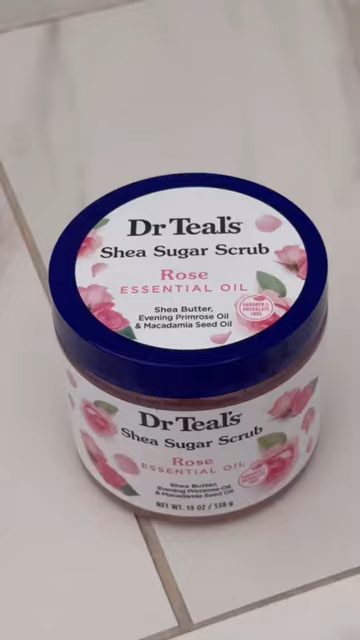 Dr Teal's
Shea Sugar Scrub
Rose
ESSENTIAL OIL
Shea Butter,
Evening Primrose Oil
& Macadamia Seed Oil
PARABEN &
PHTHALATE
FREE
Dr Teal's
Shea Sugar Scrub
Rose
ESSENTIAL OIL
Shea Butter,
Evening Primrose Oil
& Macadamia Seed Oil
NET WT. 19 OZ / 538 g